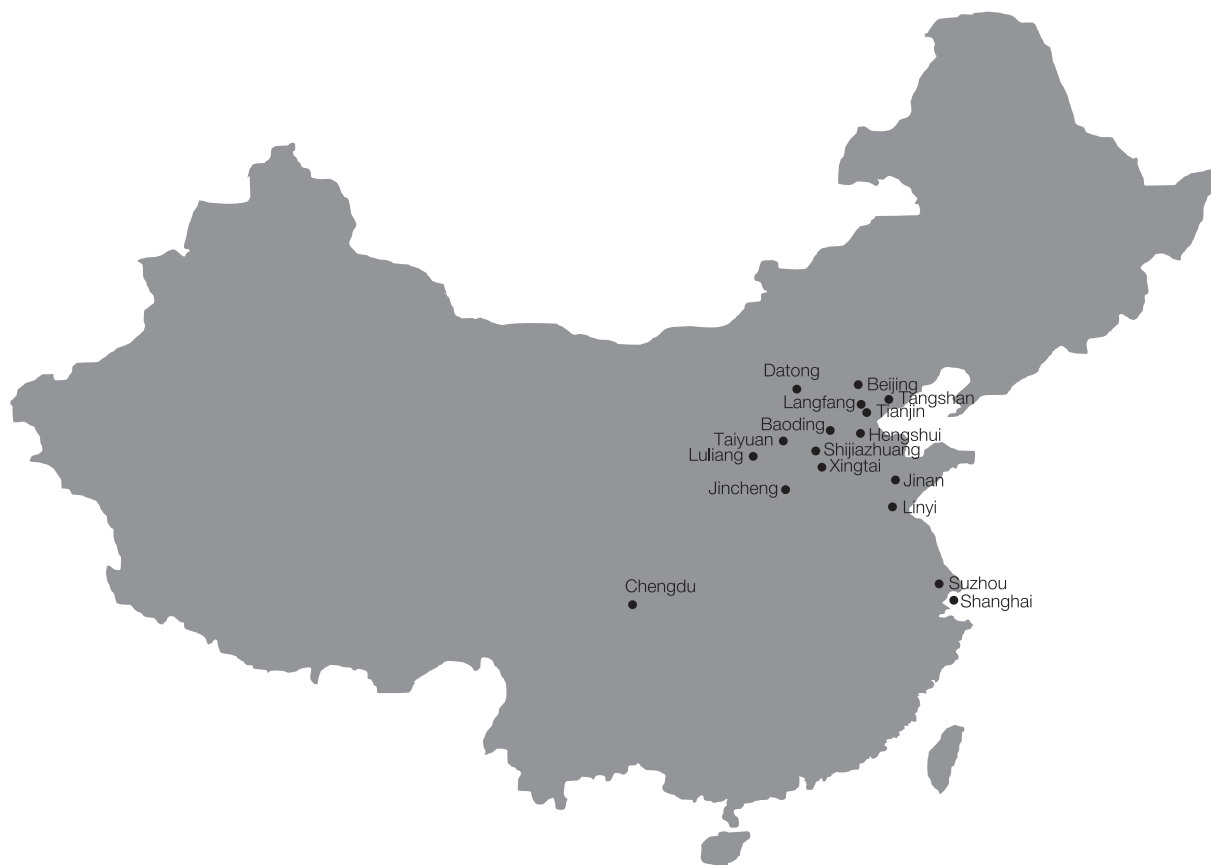 Datong
Beijing
Langfang
Tangshan
Tianjin
Baoding
Hengshui
Taiyuan
Shijiazhuang
Luliang
Xingtai
Jinan
Jincheng
Linyi
Suzhou
Chengdu
Shanghai